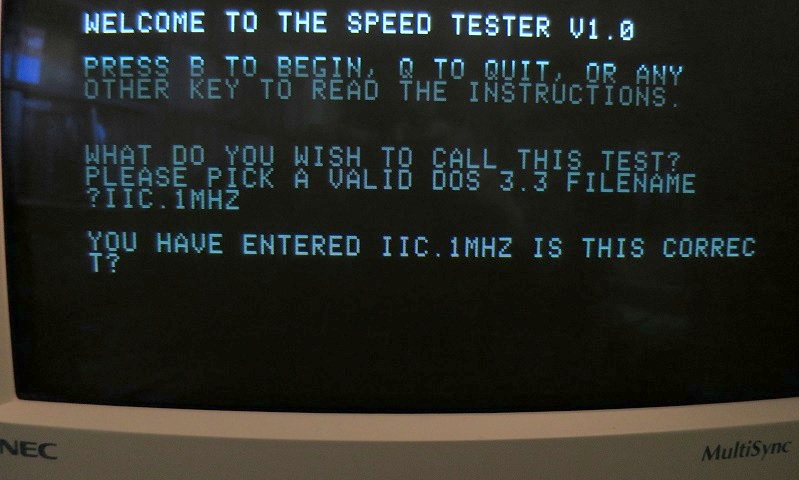 WELCOME TO THE SPEED TESTER V1.0
PRESS B TO BEGIN, Q TO QUIT, OR ANY
OTHER KEY TO READ THE INSTRUCTIONS.
WHAT DO YOU WISH TO CALL THIS TEST?
PLEASE PICK A VALID DOS 3.3 FILENAME
?IIC.1MHZ
YOU HAVE ENTERED IIC.1MHZ IS THIS CORREC
T?
NEC
MultiSync